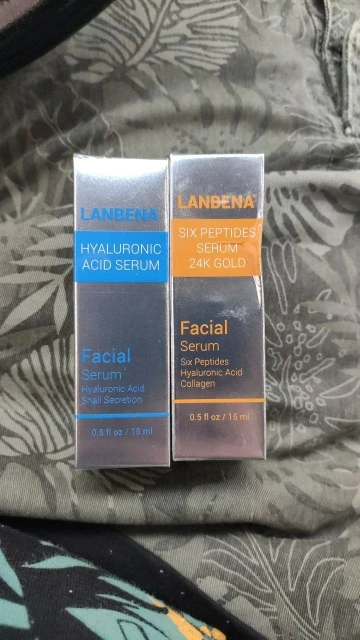 LANBENA
HYALURONIC
ACID SERUM
Facial
Serum
Hyaluronic Acid
Snail Secretion
0.5 fl oz / 15 ml
LANBENA
SIX PEPTIDES
SERUM
24K GOLD
Facial
Serum
Six Peptides
Hyaluronic Acid
Collagen
0.5 fl oz / 15 ml